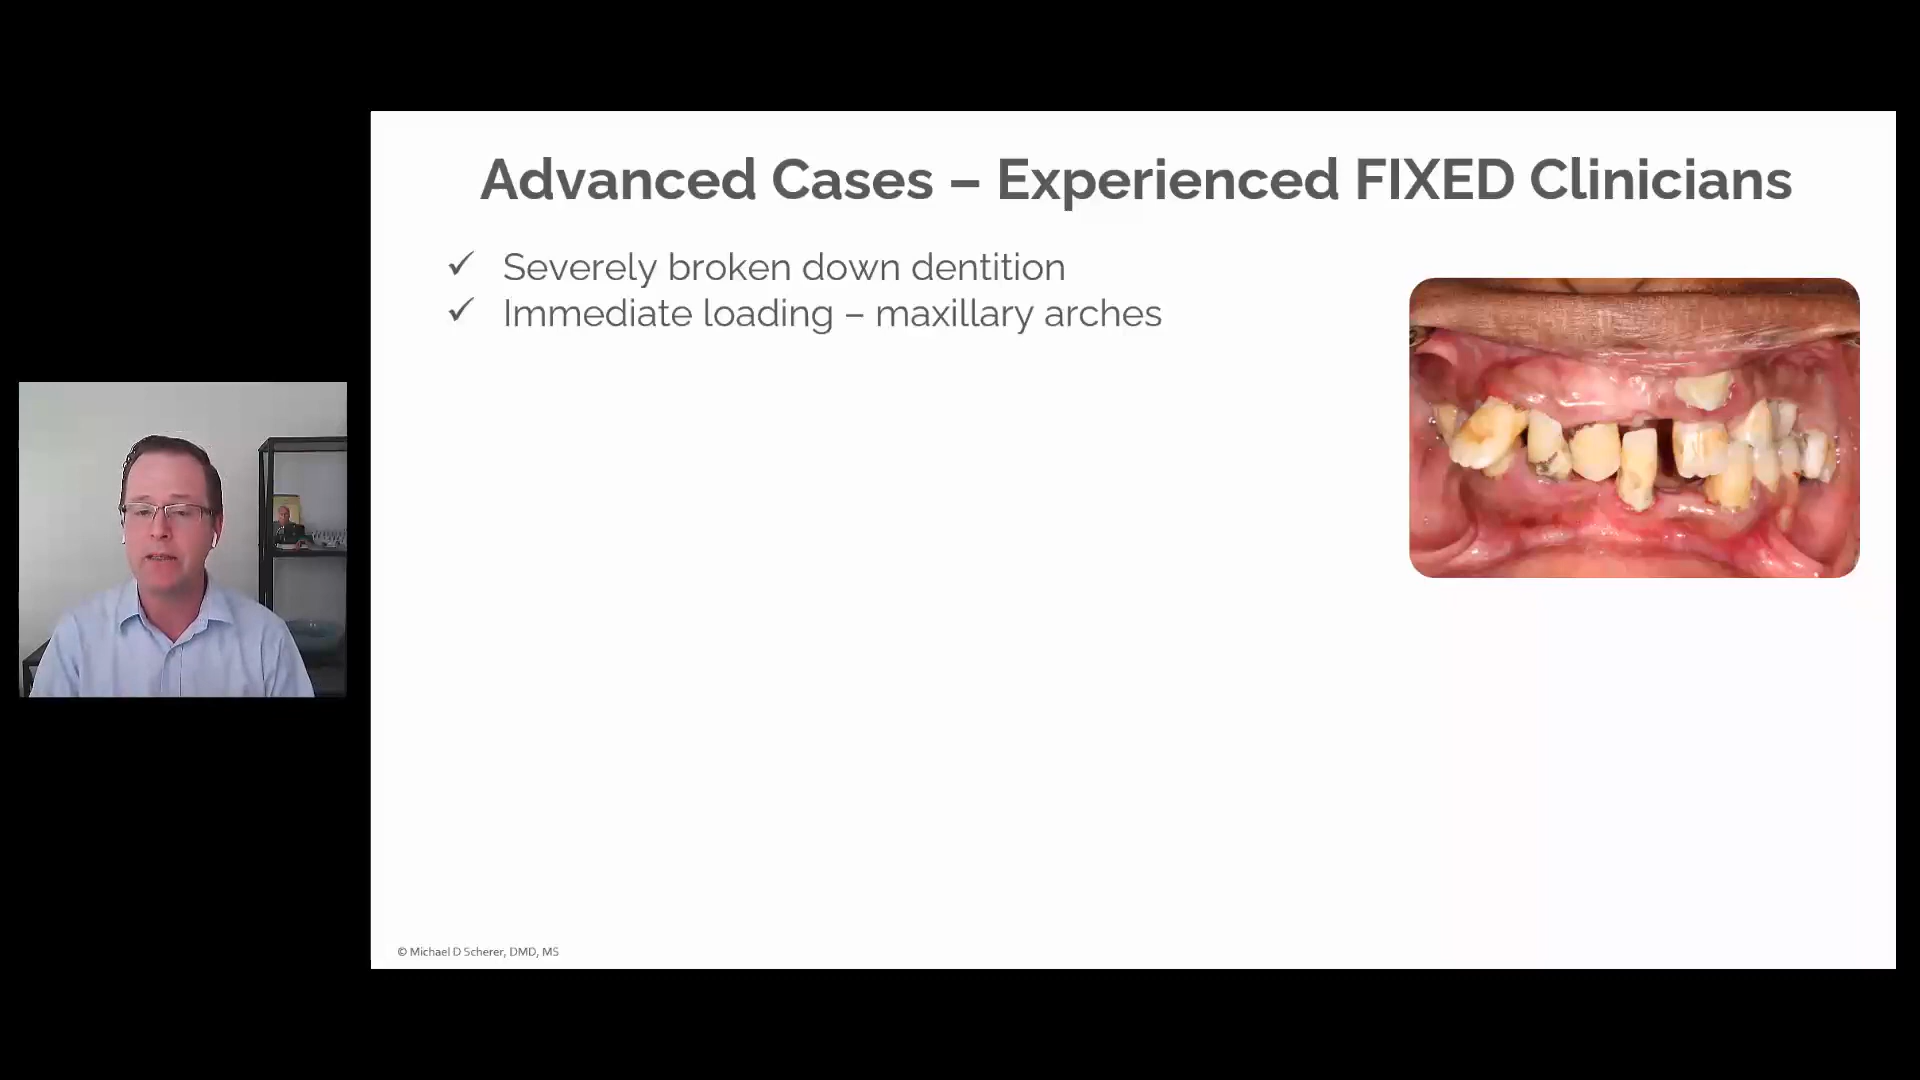 Advanced Cases – Experienced FIXED Clinicians
✓ Severely broken down dentition
✓ Immediate loading – maxillary arches
© Michael D Scherer, DMD, MS